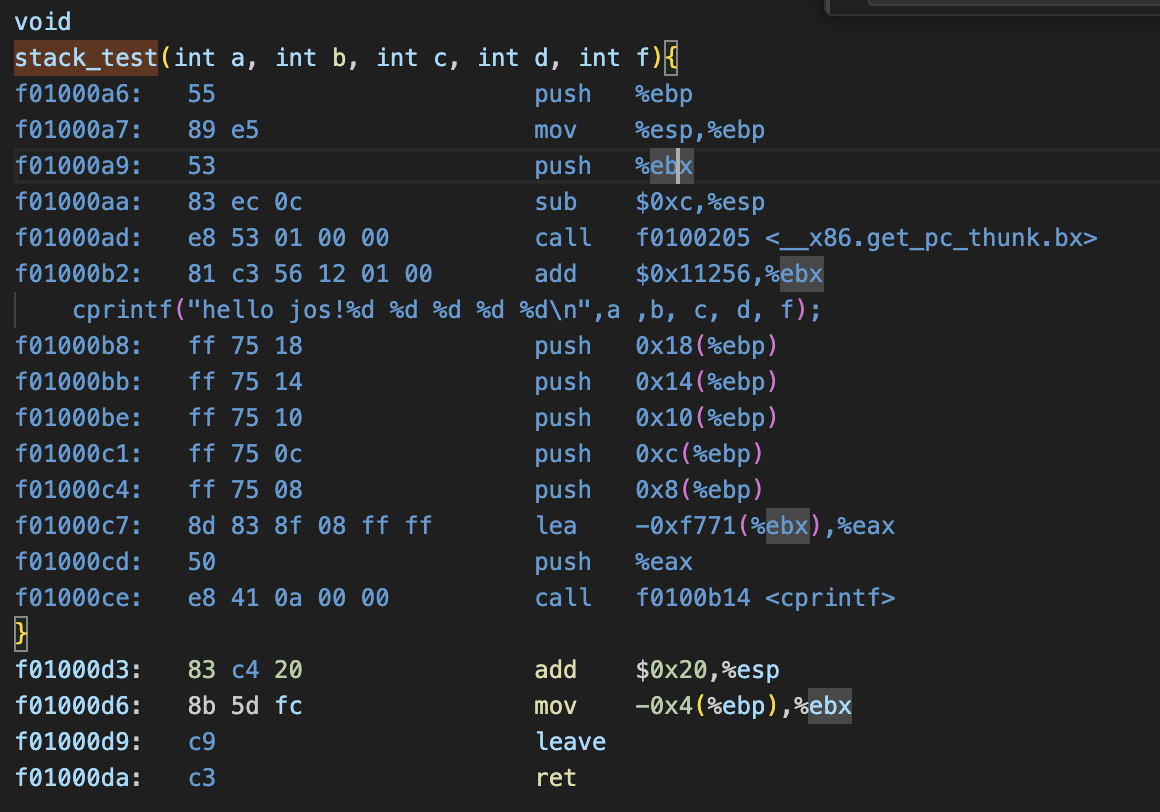 void
stack_test(int a, int b, int c, int d, int f){
f01000a6:   55                      push   %ebp
f01000a7:   89 e5                   mov    %esp,%ebp
f01000a9:   53                      push   %ebx
f01000aa:   83 ec 0c                sub    $0xc,%esp
f01000ad:   e8 53 01 00 00          call   f0100205 <__x86.get_pc_thunk.bx>
f01000b2:   81 c3 56 12 01 00       add    $0x11256,%ebx
    cprintf("hello jos!%d %d %d %d %d\n",a ,b, c, d, f);
f01000b8:   ff 75 18                push   0x18(%ebp)
f01000bb:   ff 75 14                push   0x14(%ebp)
f01000be:   ff 75 10                push   0x10(%ebp)
f01000c1:   ff 75 0c                push   0xc(%ebp)
f01000c4:   ff 75 08                push   0x8(%ebp)
f01000c7:   8d 83 8f 08 ff ff       lea    -0xf771(%ebx),%eax
f01000cd:   50                      push   %eax
f01000ce:   e8 41 0a 00 00          call   f0100b14 <cprintf>
}
f01000d3:   83 c4 20                add    $0x20,%esp
f01000d6:   8b 5d fc                mov    -0x4(%ebp),%ebx
f01000d9:   c9                      leave
f01000da:   c3                      ret